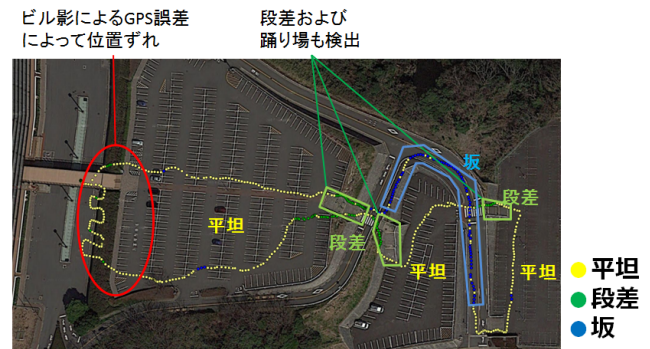 ビル影によるGPS誤差
によって位置ずれ
段差および
踊り場も検出
坂
段差
平坦
段差
平坦
平坦
平坦
段差
坂